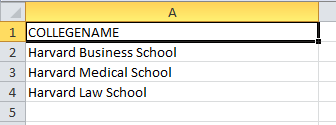 A
1 COLLEGENAME
2 Harvard Business School
3 Harvard Medical School
4 Harvard Law School
5